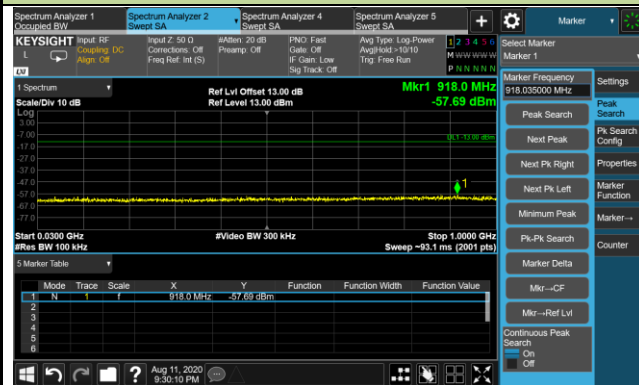 Spectrum Analyzer 1
Occupied BW
Spectrum Analyzer 2
Swept SA
Spectrum Analyzer 4
Swept SA
Spectrum Analyzer 5
Swept SA
+
Marker
KEYSIGHT
L
LXI
Input: RF
Coupling: DC
Align: Off
Input Z: 50 Ω
Corrections: Off
Freq Ref: Int (S)
#Atten: 20 dB
Preamp: Off
PNO: Fast
Gate: Off
IF Gain: Low
Sig Track: Off
Avg Type: Log-Power
Avg|Hold:>10/10
Trig: Free Run
1 2 3 4 5 6
M W W W W W
P N N N N N
1 Spectrum
Scale/Div 10 dB
Log
Ref Lvl Offset 13.00 dB
Ref Level 13.00 dBm
Mkr1 918.0 MHz
-57.69 dBm
3.00
-7.00
-17.0
-27.0
-37.0
-47.0
-57.0
-67.0
-77.0
DL1 -13.00 dBm
1
Start 0.0300 GHz
#Res BW 100 kHz
#Video BW 300 kHz
Stop 1.0000 GHz
Sweep ~93.1 ms (2001 pts)
5 Marker Table
Mode Trace Scale X Y Function Function Width Function Value
1 N 1 f 918.0 MHz -57.69 dBm
2
3
4
5
6
?
Aug 11, 2020
9:30:10 PM
Select Marker
Marker 1
Marker Frequency
918.035000 MHz
Peak Search
Next Peak
Next Pk Right
Next Pk Left
Minimum Peak
Pk-Pk Search
Marker Delta
Mkr→CF
Mkr→Ref Lvl
Continuous Peak
Search
On
Off
Settings
Peak
Search
Pk Search
Config
Properties
Marker
Function
Marker→
Counter